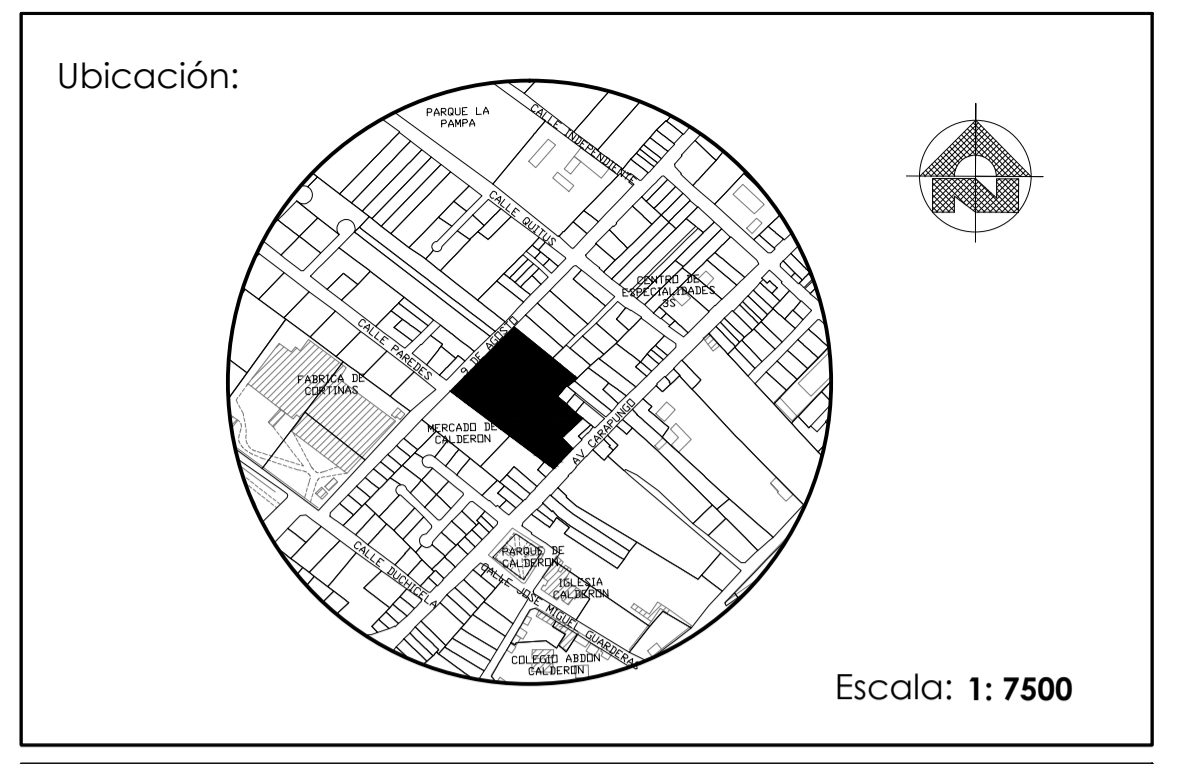 Ubicación:
PARQUE LA
PAMPA
CALLE INDEPENDIENTE
CALLE QUITUS
CENTRO DE
ESPECIALIDADES
3S
9 DE AGOSTO
CALLE PAREDES
FABRICA DE
CORTINAS
MERCADO DE
CALDERON
AV CARAPUNGO
PARQUE DE
CALDERON
CALLE DUCHICELA
IGLESIA
CALDERON
CALLE JOSE MIGUEL GUARDERAS
COLEGIO ABDON
CALDERON
Escala: 1: 7500